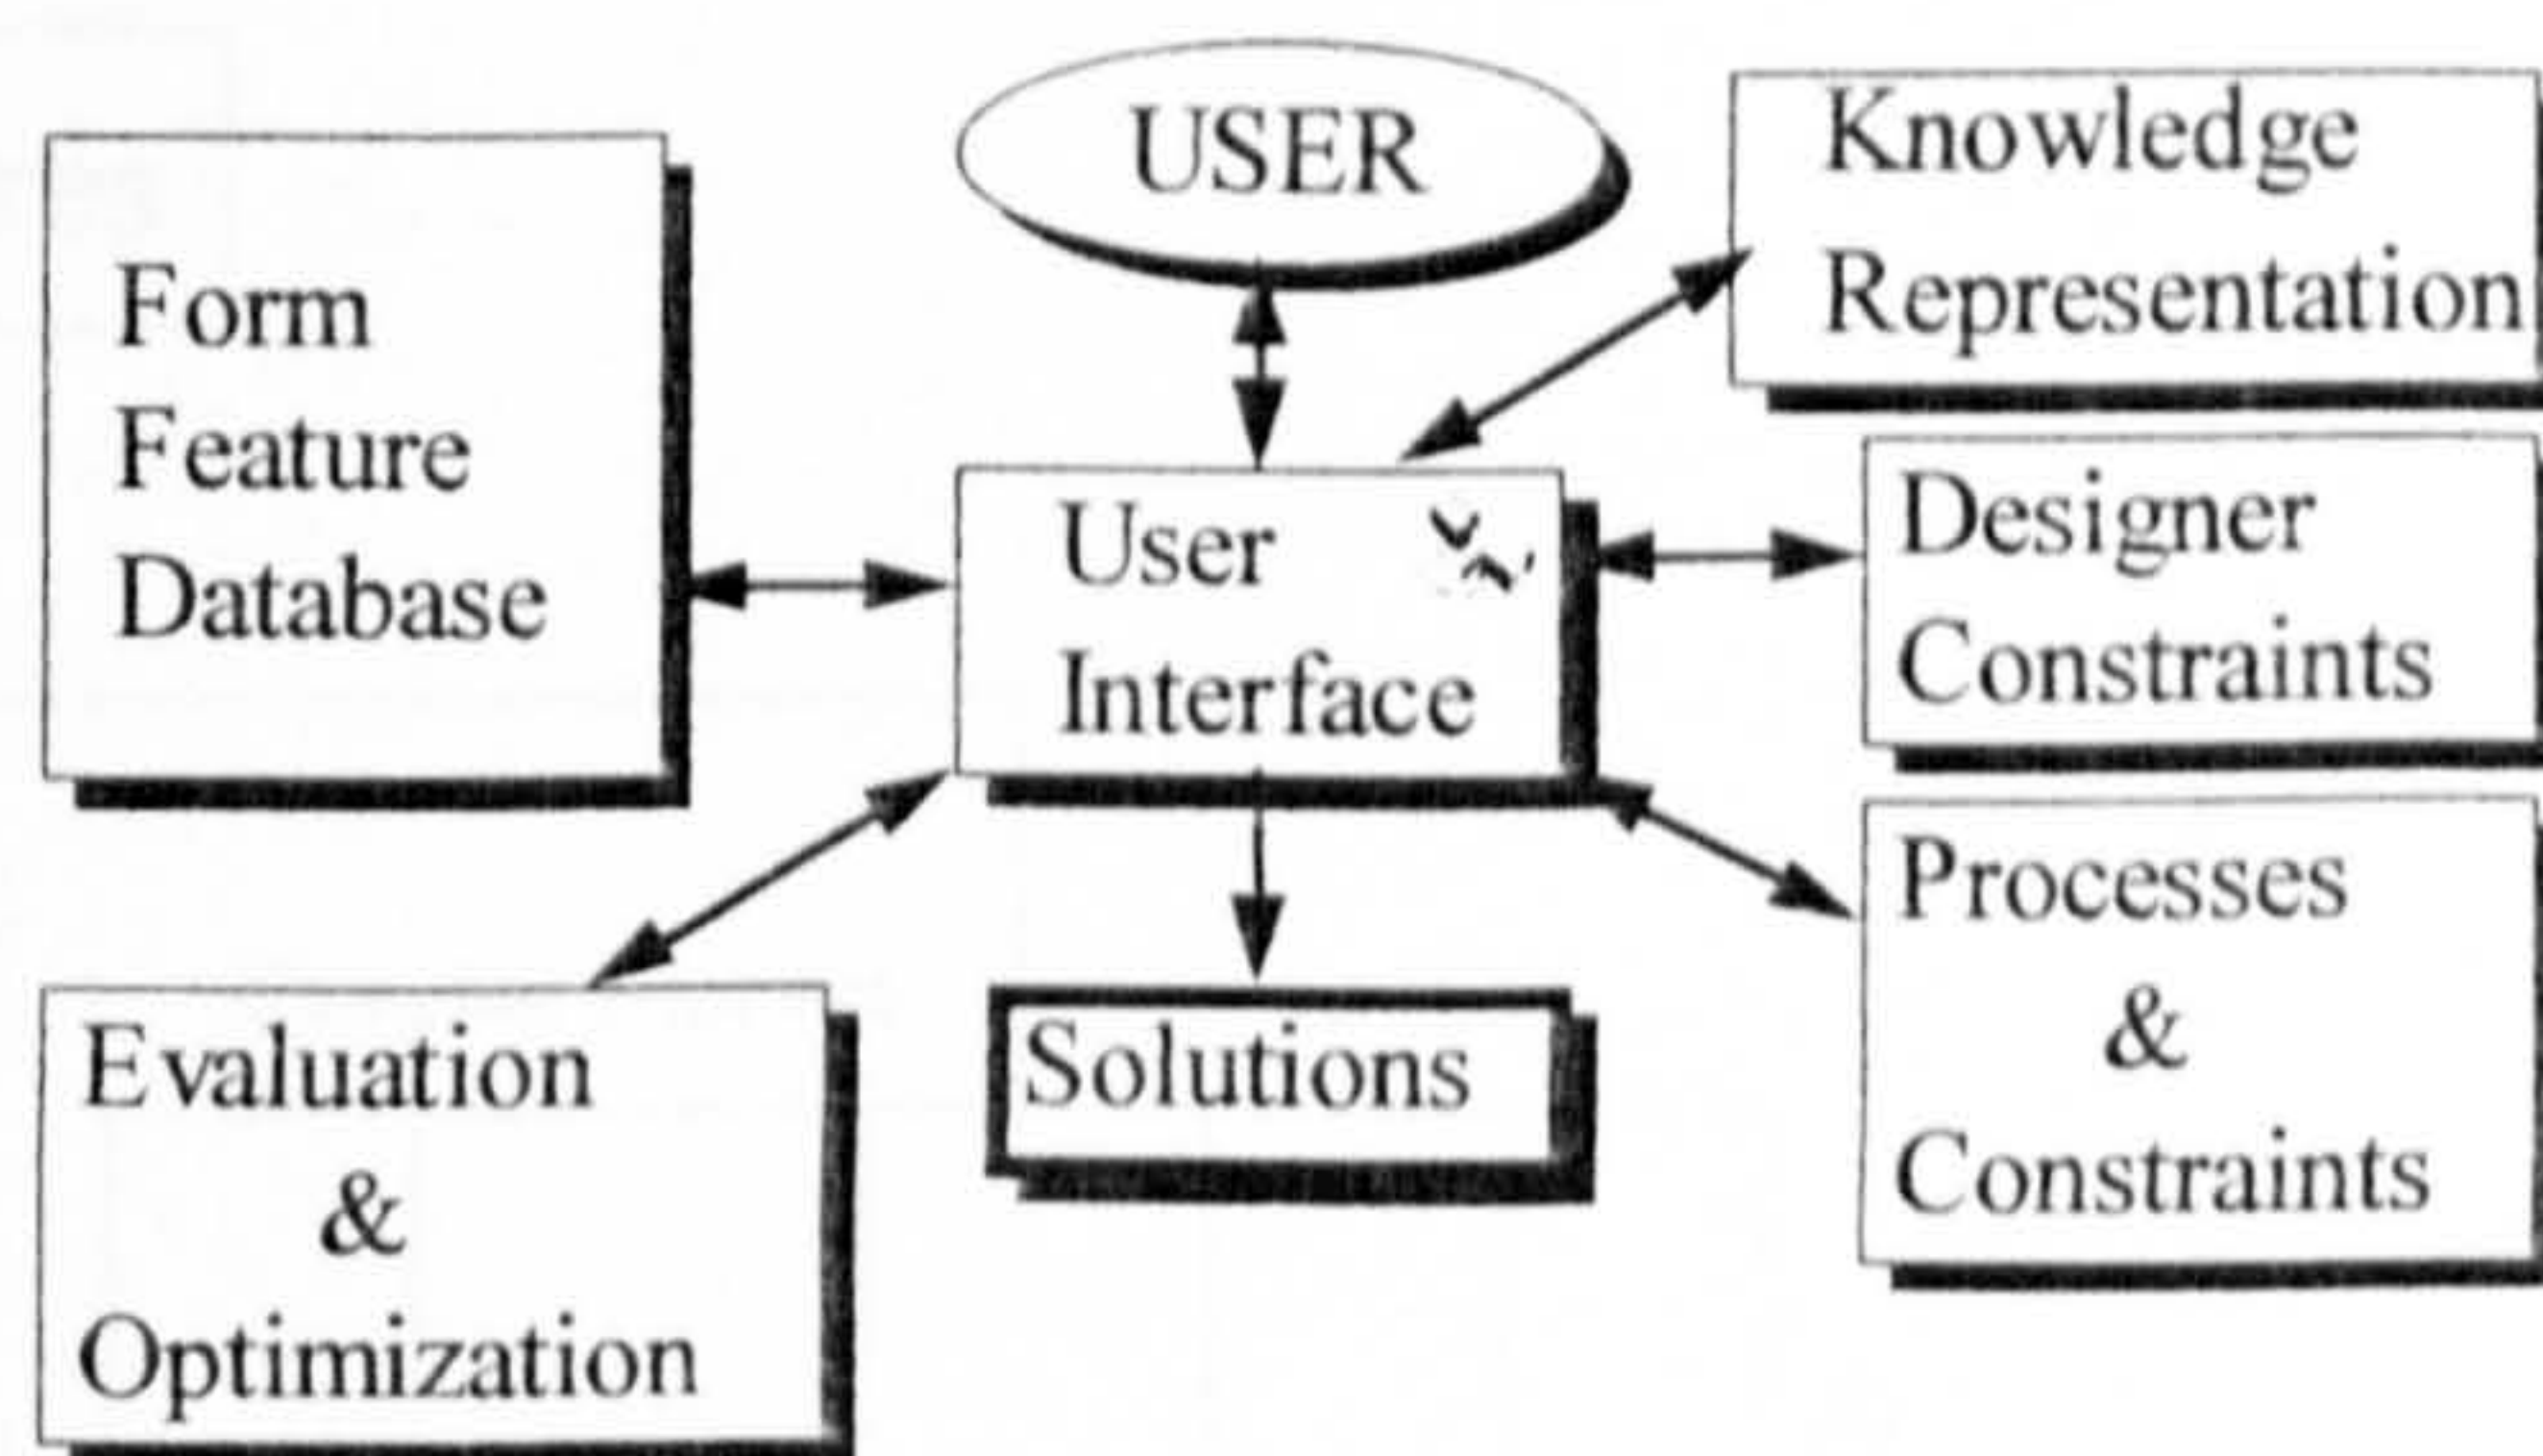 USER
Knowledge
Representation
Form
Feature
Database
User
Interface
Designer
Constraints
Processes
&
Constraints
Evaluation
&
Optimization
Solutions